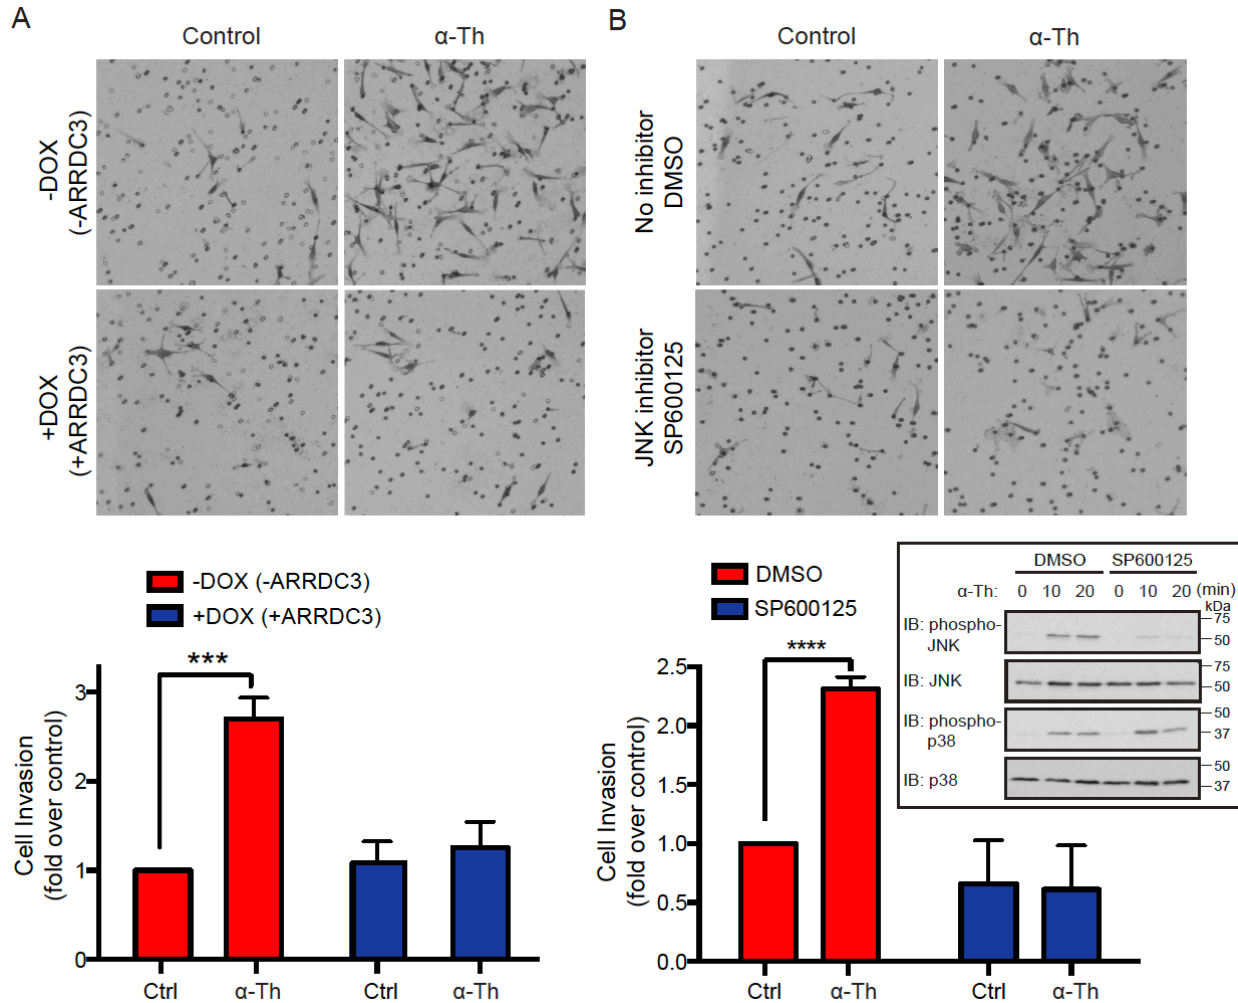 A
Control
α-Th
-DOX
(-ARRDC3)
+DOX
(+ARRDC3)
-DOX (-ARRDC3)
+DOX (+ARRDC3)
***
Cell Invasion
(fold over control)
3
2
1
0
Ctrl
α-Th
Ctrl
α-Th
B
Control
α-Th
No inhibitor
DMSO
JNK inhibitor
SP600125
DMSO
SP600125
****
Cell Invasion
(fold over control)
2.5
2.0
1.5
1.0
0.5
0.0
Ctrl
α-Th
Ctrl
α-Th
DMSO SP600125
α-Th: 0 10 20 0 10 20 (min)
kDa
IB: phospho-
JNK
75
50
IB: JNK
75
50
IB: phospho-
p38
50
37
IB: p38
50
37